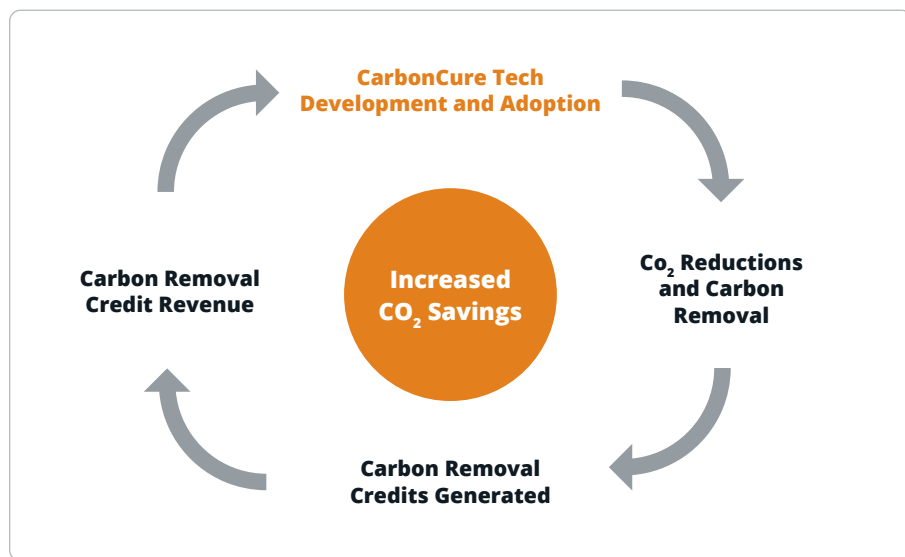 CarbonCure Tech
Development and Adoption
Carbon Removal
Credit Revenue
Increased
CO₂ Savings
Co₂ Reductions
and Carbon
Removal
Carbon Removal
Credits Generated